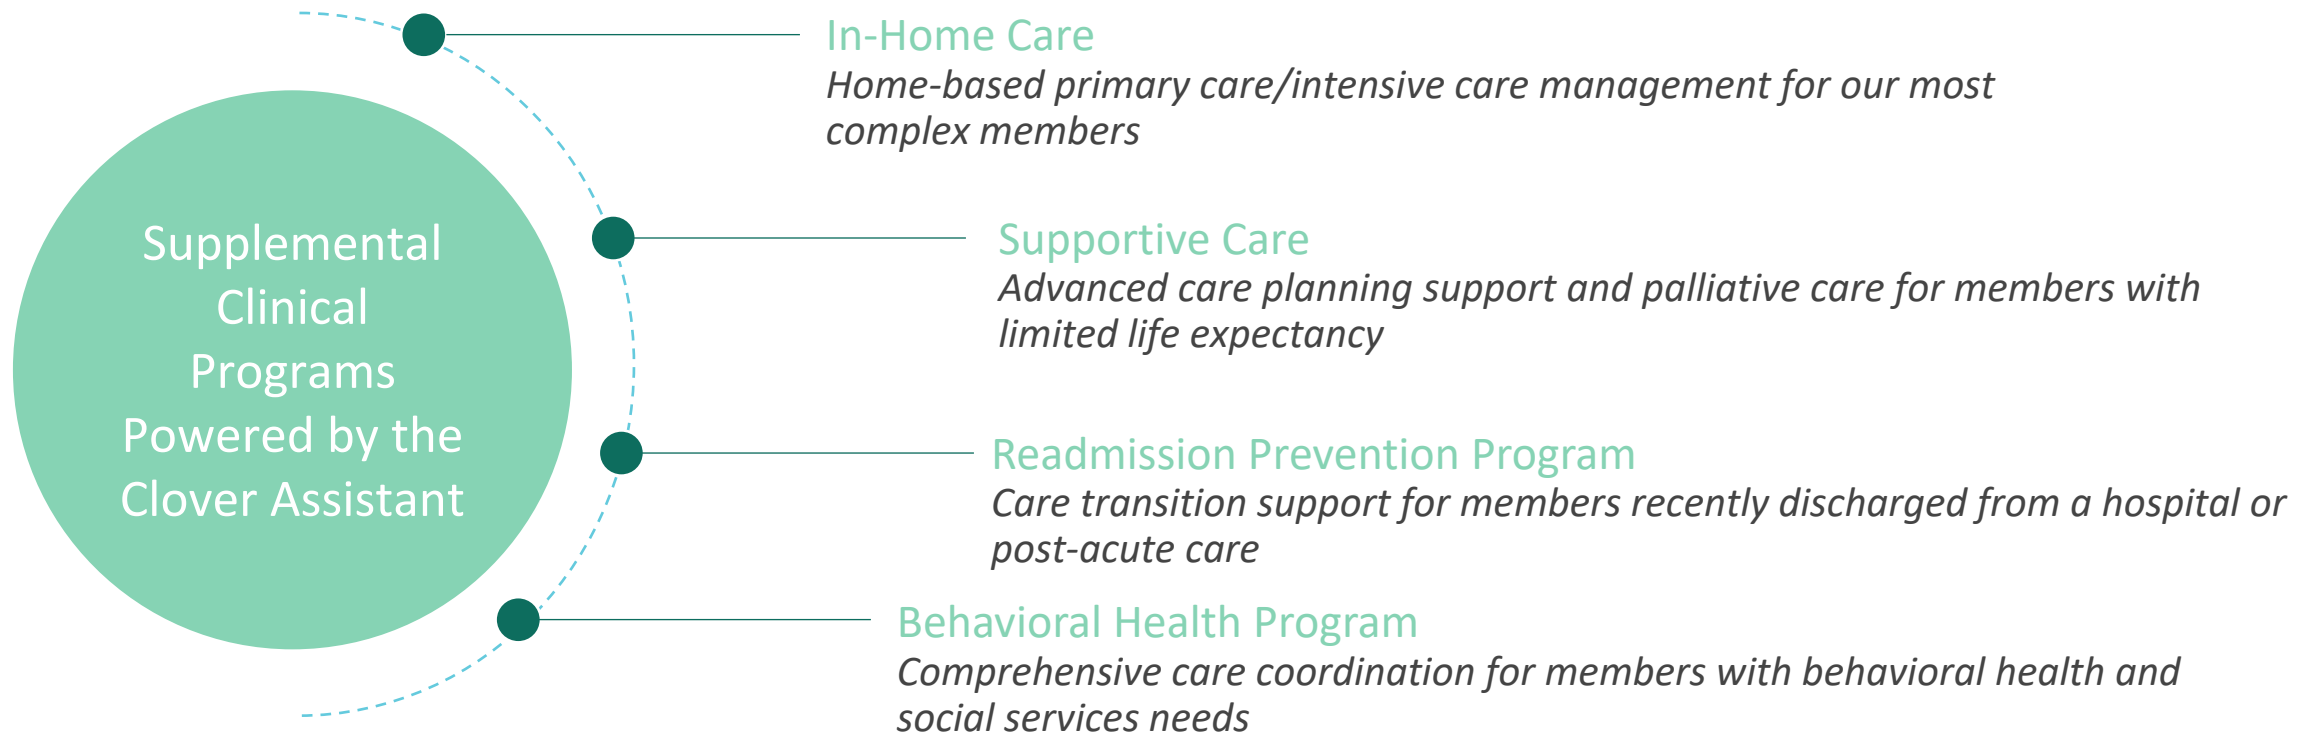 Supplemental
Clinical
Programs
Powered by the
Clover Assistant
In-Home Care
Home-based primary care/intensive care management for our most
complex members
Supportive Care
Advanced care planning support and palliative care for members with
limited life expectancy
Readmission Prevention Program
Care transition support for members recently discharged from a hospital or
post-acute care
Behavioral Health Program
Comprehensive care coordination for members with behavioral health and
social services needs